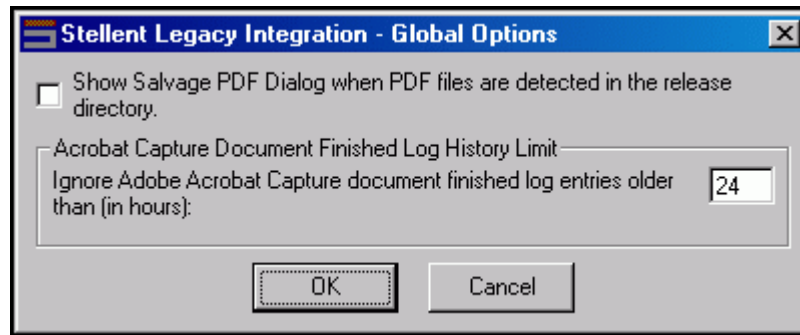 Stellent Legacy Integration - Global Options
Show Salvage PDF Dialog when PDF files are detected in the release
directory.
Acrobat Capture Document Finished Log History Limit
Ignore Adobe Acrobat Capture document finished log entries older
than (in hours):
24
OK
Cancel